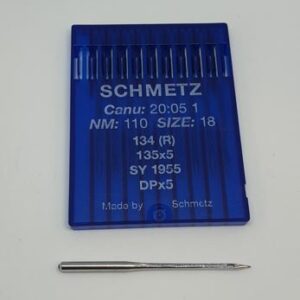 SCHMETZ
Canu: 20:05 1
NM: 110 SIZE: 18
134 (R)
135x5
SY 1955
DPx5
Made by Schmetz